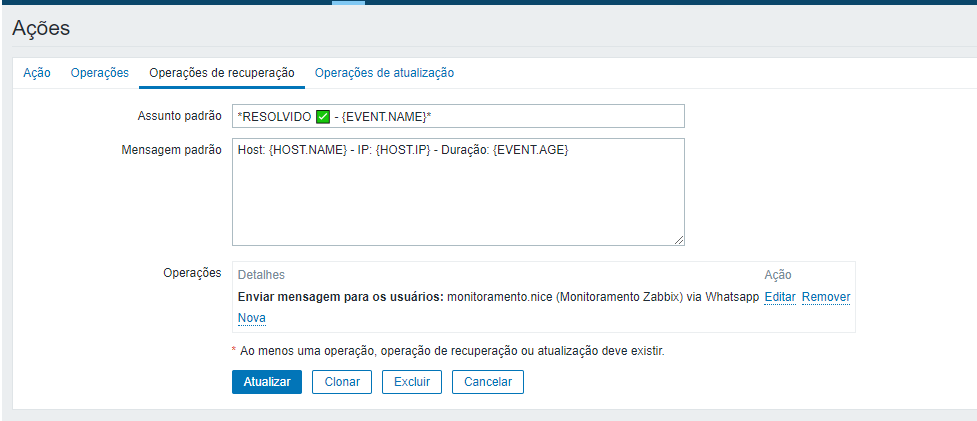 Ações
Ação Operações Operações de recuperação Operações de atualização
Assunto padrão *RESOLVIDO ✅ - {EVENT.NAME}*
Mensagem padrão Host: {HOST.NAME} - IP: {HOST.IP} - Duração: {EVENT.AGE}
Operações Detalhes Ação
Enviar mensagem para os usuários: monitoramento.nice (Monitoramento Zabbix) via Whatsapp Editar Remover
Nova
* Ao menos uma operação, operação de recuperação ou atualização deve existir.
Atualizar Clonar Excluir Cancelar